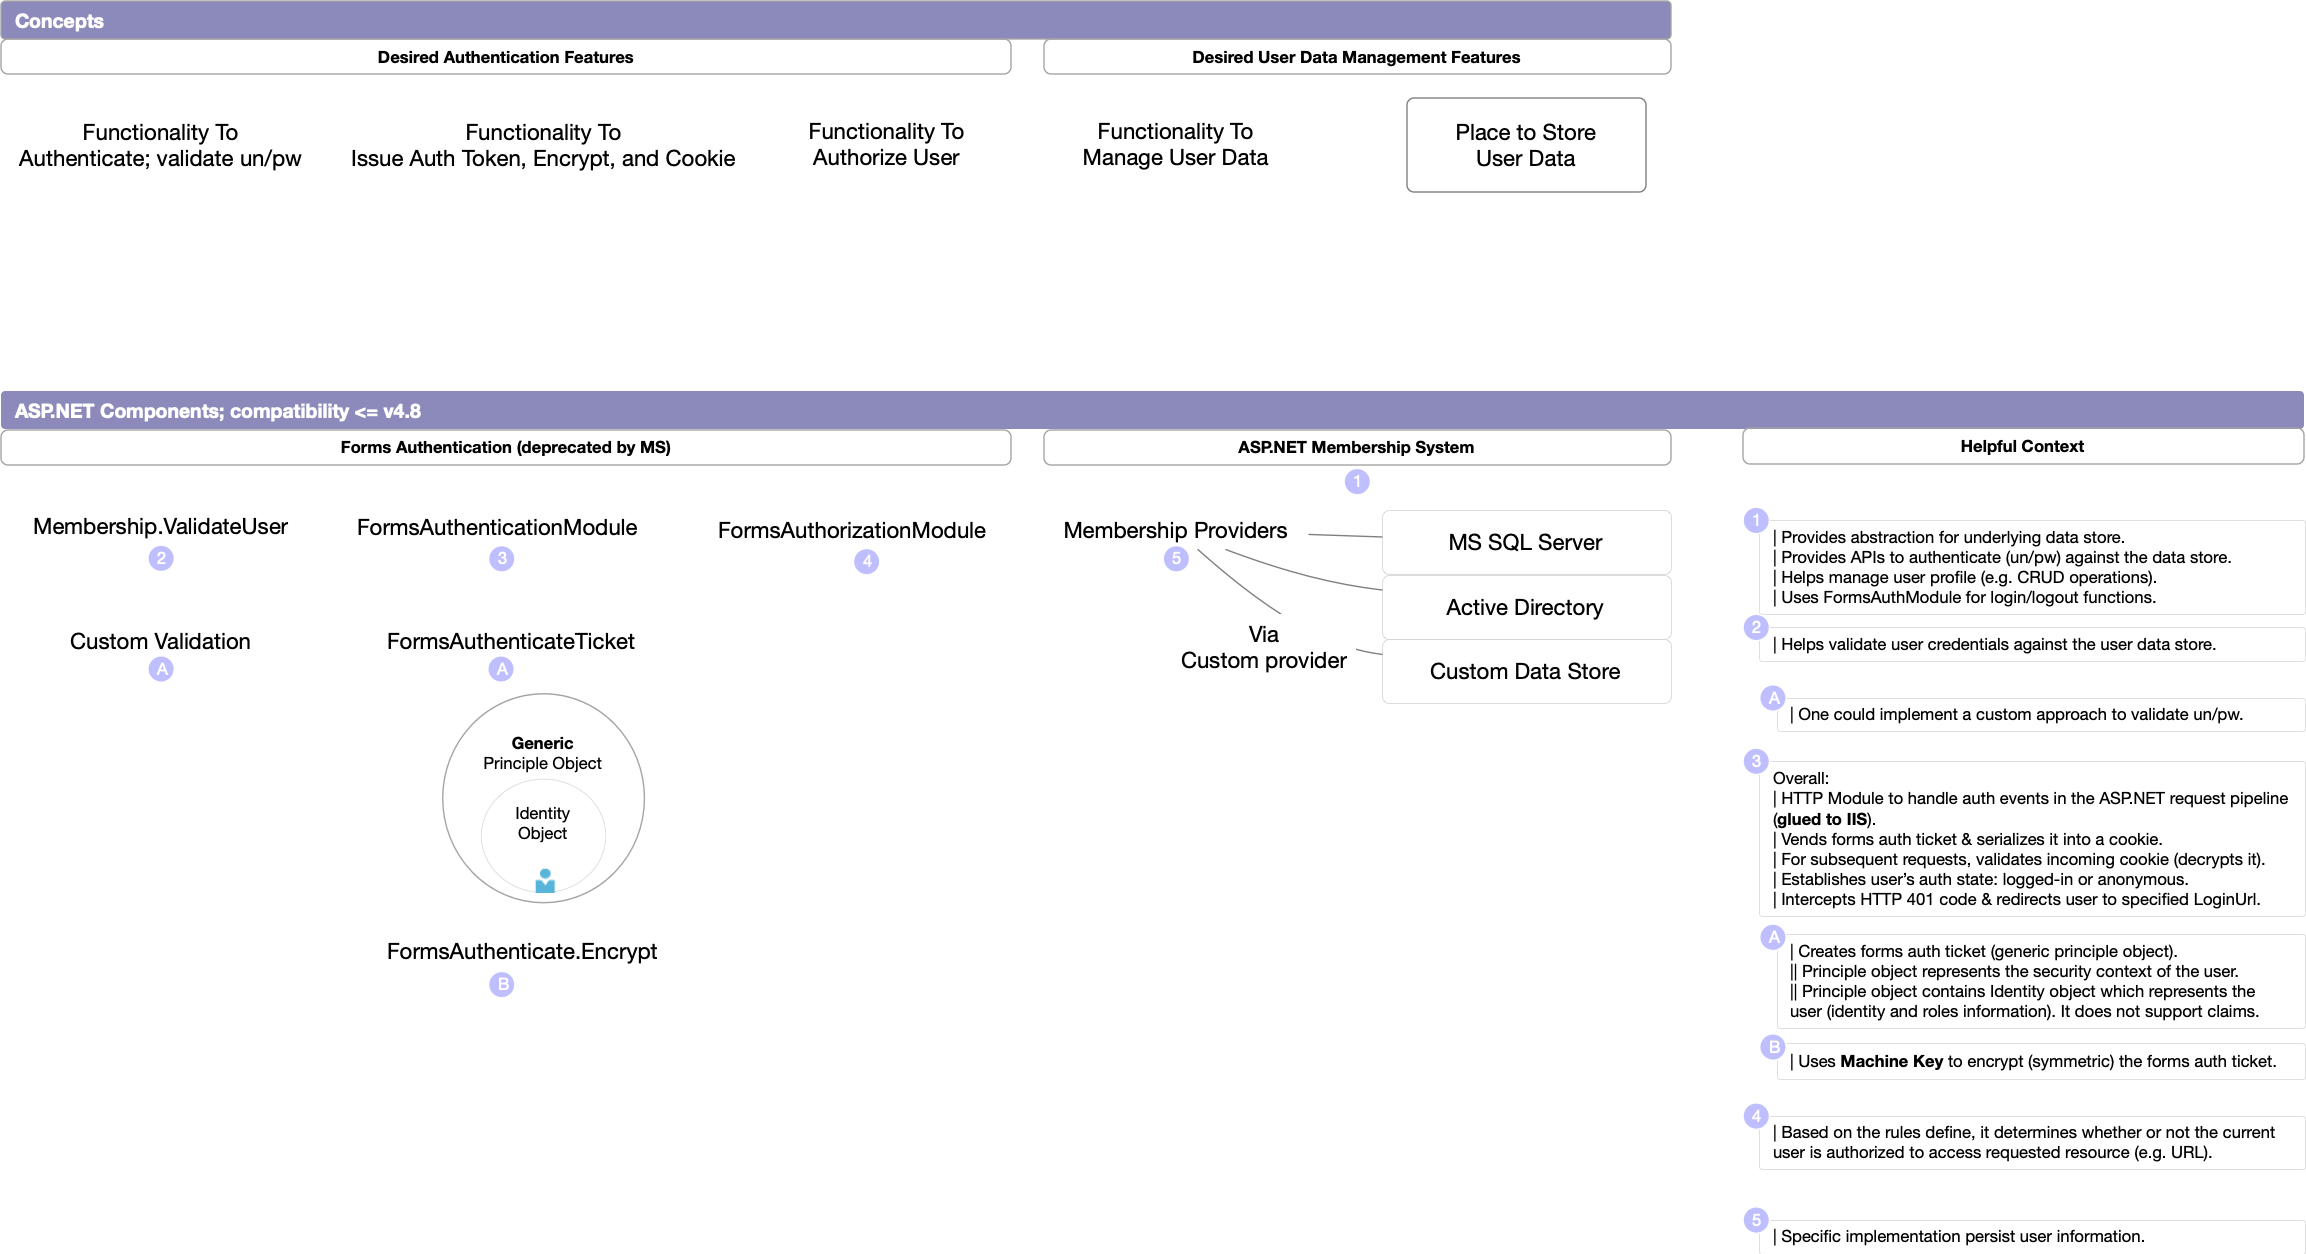 Concepts
Desired Authentication Features
Desired User Data Management Features
Functionality To
Authenticate; validate un/pw
Functionality To
Issue Auth Token, Encrypt, and Cookie
Functionality To
Authorize User
Functionality To
Manage User Data
Place to Store
User Data
ASP.NET Components; compatibility <= v4.8
Forms Authentication (deprecated by MS)
ASP.NET Membership System
Helpful Context
1
Membership.ValidateUser
2
FormsAuthenticationModule
3
FormsAuthorizationModule
4
Membership Providers
5
MS SQL Server
Active Directory
Custom Data Store
Via
Custom provider
Custom Validation
A
FormsAuthenticateTicket
A
Generic
Principle Object
Identity
Object
FormsAuthenticate.Encrypt
B
1
| Provides abstraction for underlying data store.
| Provides APIs to authenticate (un/pw) against the data store.
| Helps manage user profile (e.g. CRUD operations).
| Uses FormsAuthModule for login/logout functions.
2
| Helps validate user credentials against the user data store.
A
| One could implement a custom approach to validate un/pw.
3
Overall:
| HTTP Module to handle auth events in the ASP.NET request pipeline
(glued to IIS).
| Vends forms auth ticket & serializes it into a cookie.
| For subsequent requests, validates incoming cookie (decrypts it).
| Establishes user’s auth state: logged-in or anonymous.
| Intercepts HTTP 401 code & redirects user to specified LoginUrl.
A
| Creates forms auth ticket (generic principle object).
|| Principle object represents the security context of the user.
|| Principle object contains Identity object which represents the
user (identity and roles information). It does not support claims.
B
| Uses Machine Key to encrypt (symmetric) the forms auth ticket.
4
| Based on the rules define, it determines whether or not the current
user is authorized to access requested resource (e.g. URL).
5
| Specific implementation persist user information.